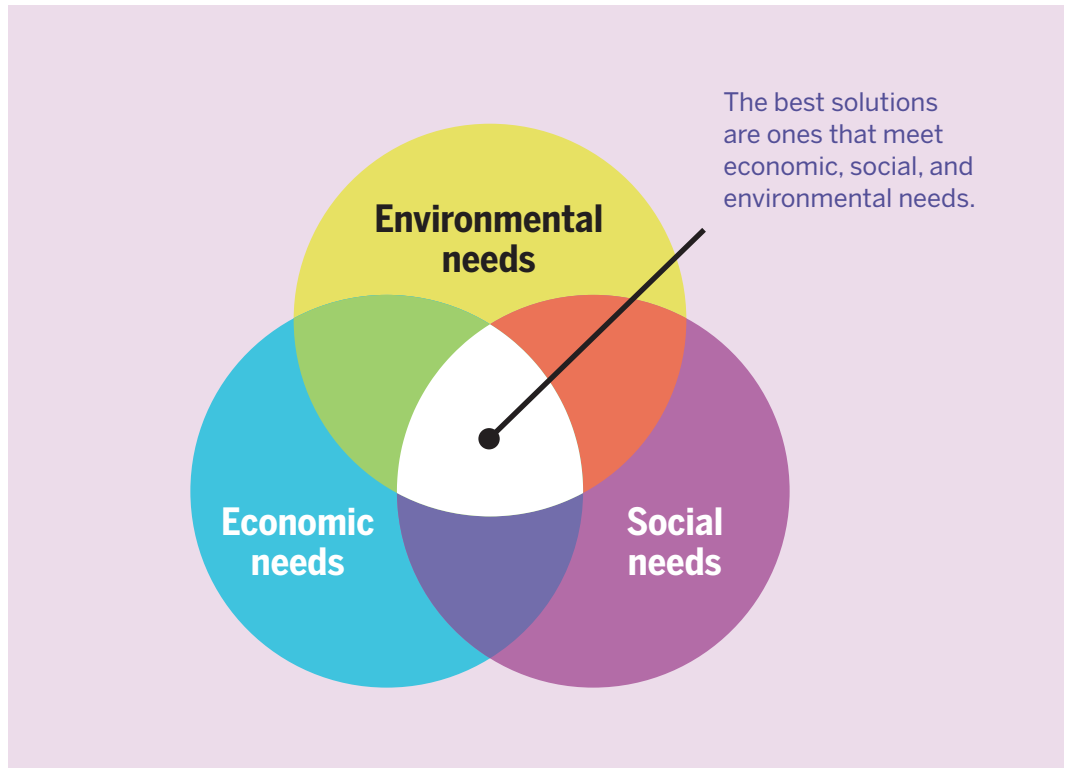 The best solutions
are ones that meet
economic, social, and
environmental needs.
Environmental
needs
Economic
needs
Social
needs